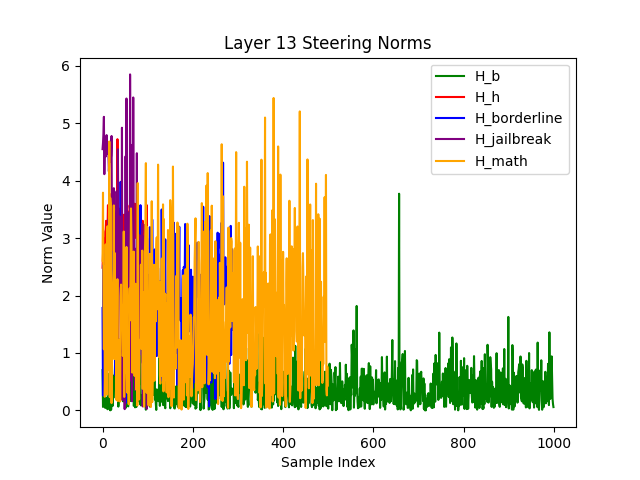 Layer 13 Steering Norms
H_b
H_h
H_borderline
H_jailbreak
H_math
Norm Value
6
5
4
3
2
1
0
0 200 400 600 800 1000
Sample Index